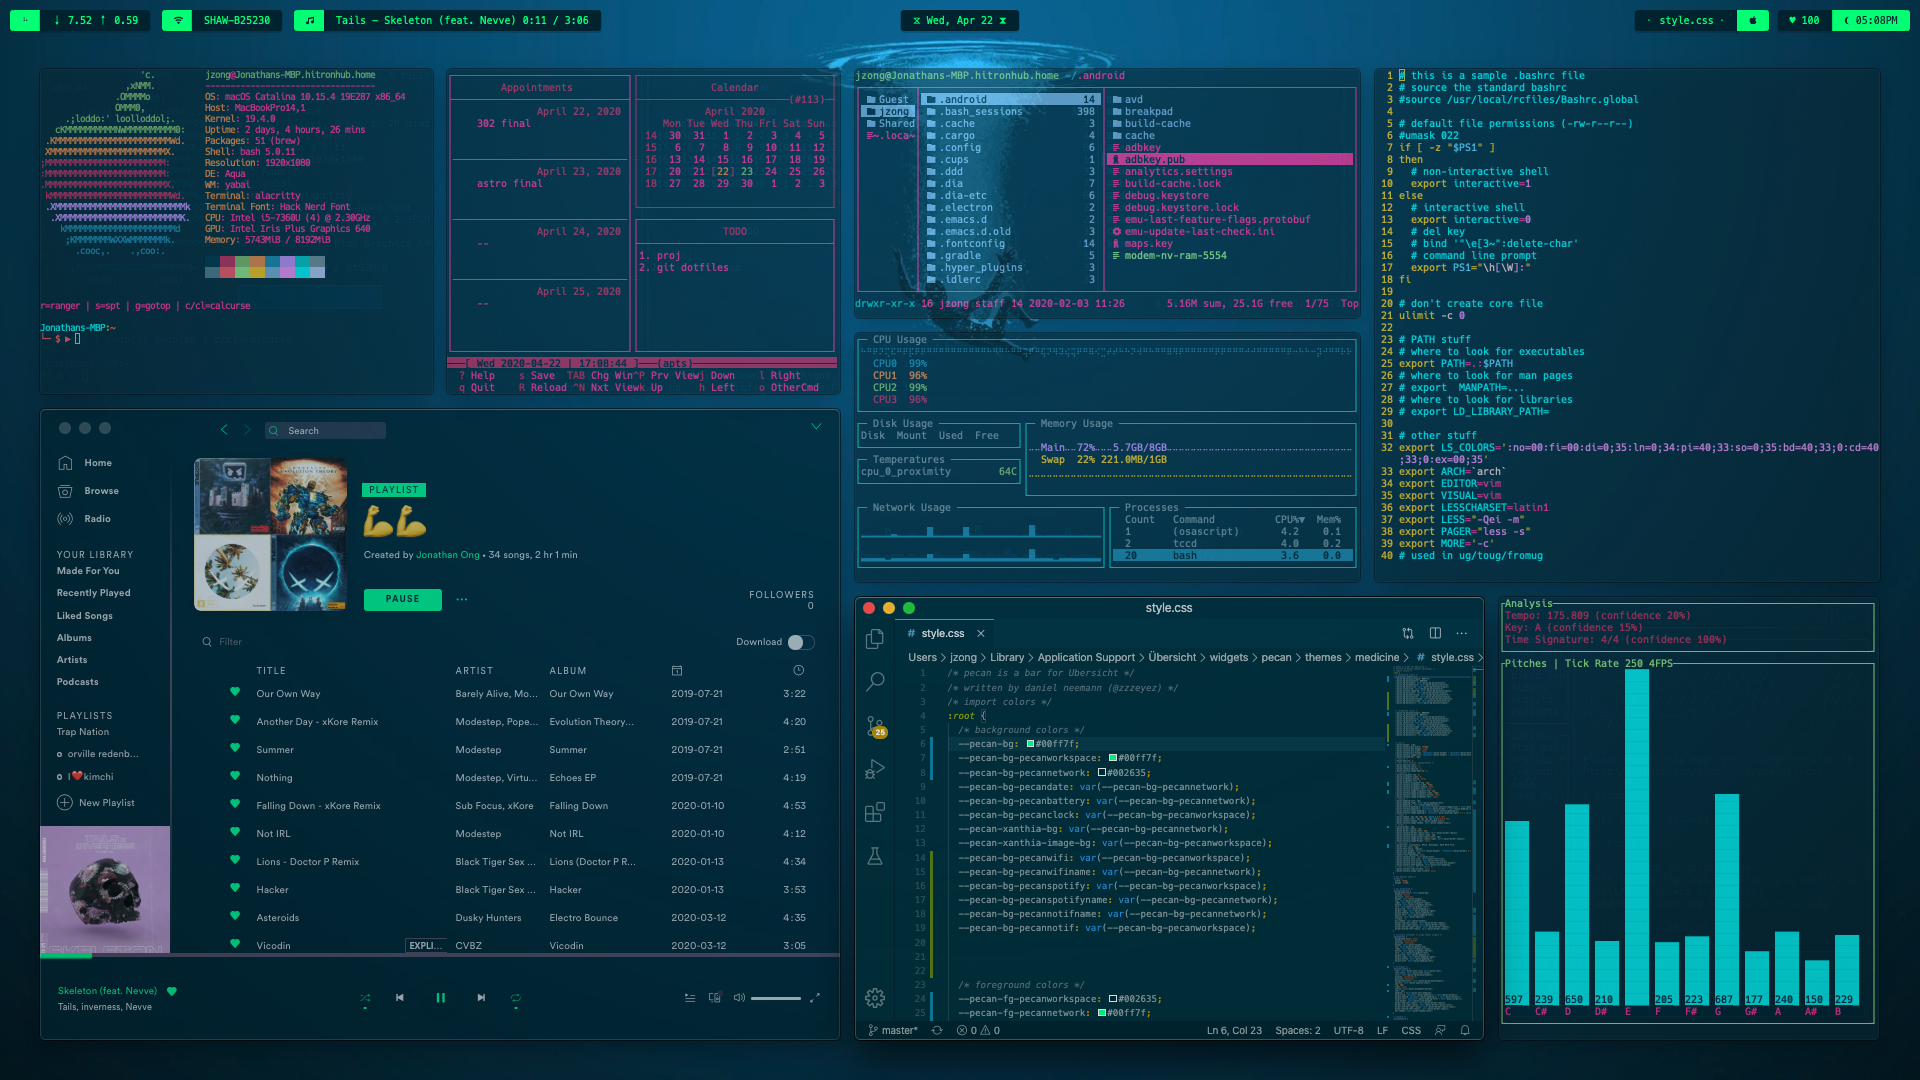 ↓ 7.52 ↑ 0.59
SHAW-B25230
Tails – Skeleton (feat. Nevve) 0:11 / 3:06
Wed, Apr 22
· style.css ·
♥ 100
05:08PM
jzong@Jonathans-MBP.hitronhub.home
--------------------------------
OS: macOS Catalina 10.15.4 19E287 x86_64
Host: MacBookPro14,1
Kernel: 19.4.0
Uptime: 2 days, 4 hours, 26 mins
Packages: 51 (brew)
Shell: bash 5.0.11
Resolution: 1920x1080
DE: Aqua
WM: yabai
Terminal: alacritty
Terminal Font: Hack Nerd Font
CPU: Intel i5-7360U (4) @ 2.30GHz
GPU: Intel Iris Plus Graphics 640
Memory: 5743MiB / 8192MiB
r=ranger | s=spt | g=gotop | c/cl=calcurse
Jonathans-MBP:~
└─ $ ▶
Appointments
April 22, 2020
302 final
April 23, 2020
astro final
April 24, 2020
--
April 25, 2020
--
Calendar
(#113)
April 2020
Mon Tue Wed Thu Fri Sat Sun
14 30 31 1 2 3 4 5
15 6 7 8 9 10 11 12
16 13 14 15 16 17 18 19
17 20 21 [22] 23 24 25 26
18 27 28 29 30 1 2 3
TODO
1. proj
2. git dotfiles
[ Wed 2020-04-22 | 17:08:44 ]──(apts)
? Help s Save TAB Chg Win ^P Prv View j Down l Right
q Quit R Reload ^N Nxt View k Up h Left o OtherCmd
jzong@Jonathans-MBP.hitronhub.home ~/.android
Guest
jzong
Shared
~.loca~
.android 14
.bash_sessions 398
.cache 3
.cargo 4
.config 6
.cups 1
.ddd 3
.dia 7
.dia-etc 6
.electron 2
.emacs.d 2
.emacs.d.old 3
.fontconfig 14
.gradle 5
.hyper_plugins 3
.idlerc 3
avd
breakpad
build-cache
cache
adbkey
adbkey.pub
analytics.settings
build-cache.lock
debug.keystore
debug.keystore.lock
emu-last-feature-flags.protobuf
emu-update-last-check.ini
maps.key
modem-nv-ram-5554
drwxr-xr-x 16 jzong staff 14 2020-02-03 11:26 5.16M sum, 25.1G free 1/75 Top
CPU Usage
CPU0 99%
CPU1 96%
CPU2 99%
CPU3 96%
Disk Usage
Disk Mount Used Free
Temperatures
cpu_0_proximity 64C
Memory Usage
Main 72% 5.7GB/8GB
Swap 22% 221.0MB/1GB
Network Usage
Processes
Count Command CPU%▼ Mem%
1 (osascript) 4.2 0.1
2 tccd 4.0 0.2
20 bash 3.6 0.0
1 # this is a sample .bashrc file
2 # source the standard bashrc
3 #source /usr/local/rcfiles/Bashrc.global
4
5 # default file permissions (-rw-r--r--)
6 #umask 022
7 if [ -z "$PS1" ]
8 then
9 # non-interactive shell
10 export interactive=1
11 else
12 # interactive shell
13 export interactive=0
14 # del key
15 # bind '"\e[3~":delete-char'
16 # command line prompt
17 export PS1="\h[\W]:"
18 fi
19
20 # don't create core file
21 ulimit -c 0
22
23 # PATH stuff
24 # where to look for executables
25 export PATH=.:$PATH
26 # where to look for man pages
27 # export MANPATH=...
28 # where to look for libraries
29 # export LD_LIBRARY_PATH=
30
31 # other stuff
32 export LS_COLORS=':no=00:fi=00:di=0;35:ln=0;34:pi=40;33:so=0;35:bd=40;33;0:cd=40
;33;0:ex=00;35'
33 export ARCH=`arch`
34 export EDITOR=vim
35 export VISUAL=vim
36 export LESSCHARSET=latin1
37 export LESS="-Qei -m"
38 export PAGER="less -s"
39 export MORE='-c'
40 # used in ug/toug/fromug
Search
Home
Browse
Radio
YOUR LIBRARY
Made For You
Recently Played
Liked Songs
Albums
Artists
Podcasts
PLAYLISTS
Trap Nation
orville redenb...
I❤️kimchi
New Playlist
PLAYLIST
💪💪
Created by Jonathan Ong • 34 songs, 2 hr 1 min
PAUSE
FOLLOWERS
0
Filter
Download
TITLE ARTIST ALBUM
Our Own Way Barely Alive, Mo... Our Own Way 2019-07-21 3:22
Another Day - xKore Remix Modestep, Pope... Evolution Theory... 2019-07-21 4:20
Summer Modestep Summer 2019-07-21 2:51
Nothing Modestep, Virtu... Echoes EP 2019-07-21 4:19
Falling Down - xKore Remix Sub Focus, xKore Falling Down 2020-01-10 4:53
Not IRL Modestep Not IRL 2020-01-10 4:12
Lions - Doctor P Remix Black Tiger Sex ... Lions (Doctor P R... 2020-01-13 4:34
Hacker Black Tiger Sex ... Hacker 2020-01-13 3:53
Asteroids Dusky Hunters Electro Bounce 2020-03-12 4:35
Vicodin EXPLI... CVBZ Vicodin 2020-03-12 3:05
SKELETON
Skeleton (feat. Nevve)
Tails, inverness, Nevve
style.css
# style.css
Users > jzong > Library > Application Support > Übersicht > widgets > pecan > themes > medicine > # style.css >
25
1 /* pecan is a bar for Übersicht */
2 /* written by daniel neemann (@zzzeyez) */
3 /* import colors */
4 :root {
5 /* background colors */
6 --pecan-bg: #00ff7f;
7 --pecan-bg-pecanworkspace: #00ff7f;
8 --pecan-bg-pecannetwork: #002635;
9 --pecan-bg-pecandate: var(--pecan-bg-pecannetwork);
10 --pecan-bg-pecanbattery: var(--pecan-bg-pecannetwork);
11 --pecan-bg-pecanclock: var(--pecan-bg-pecanworkspace);
12 --pecan-xanthia-bg: var(--pecan-bg-pecannetwork);
13 --pecan-xanthia-image-bg: var(--pecan-bg-pecanworkspace);
14 --pecan-bg-pecanwifi: var(--pecan-bg-pecanworkspace);
15 --pecan-bg-pecanwifiname: var(--pecan-bg-pecannetwork);
16 --pecan-bg-pecanspotify: var(--pecan-bg-pecanworkspace);
17 --pecan-bg-pecanspotifyname: var(--pecan-bg-pecannetwork);
18 --pecan-bg-pecannotifname: var(--pecan-bg-pecannetwork);
19 --pecan-bg-pecannotif: var(--pecan-bg-pecanworkspace);
20
21
22
23 /* foreground colors */
24 --pecan-fg-pecanworkspace: #002635;
25 --pecan-fg-pecannetwork: #00ff7f;
master* 0 0 Ln 6, Col 23 Spaces: 2 UTF-8 LF CSS
Analysis
Tempo: 175.809 (confidence 20%)
Key: A (confidence 15%)
Time Signature: 4/4 (confidence 100%)
Pitches | Tick Rate 250 4FPS
597 239 650 210 205 223 687 177 240 150 229
C C# D D# E F F# G G# A A# B